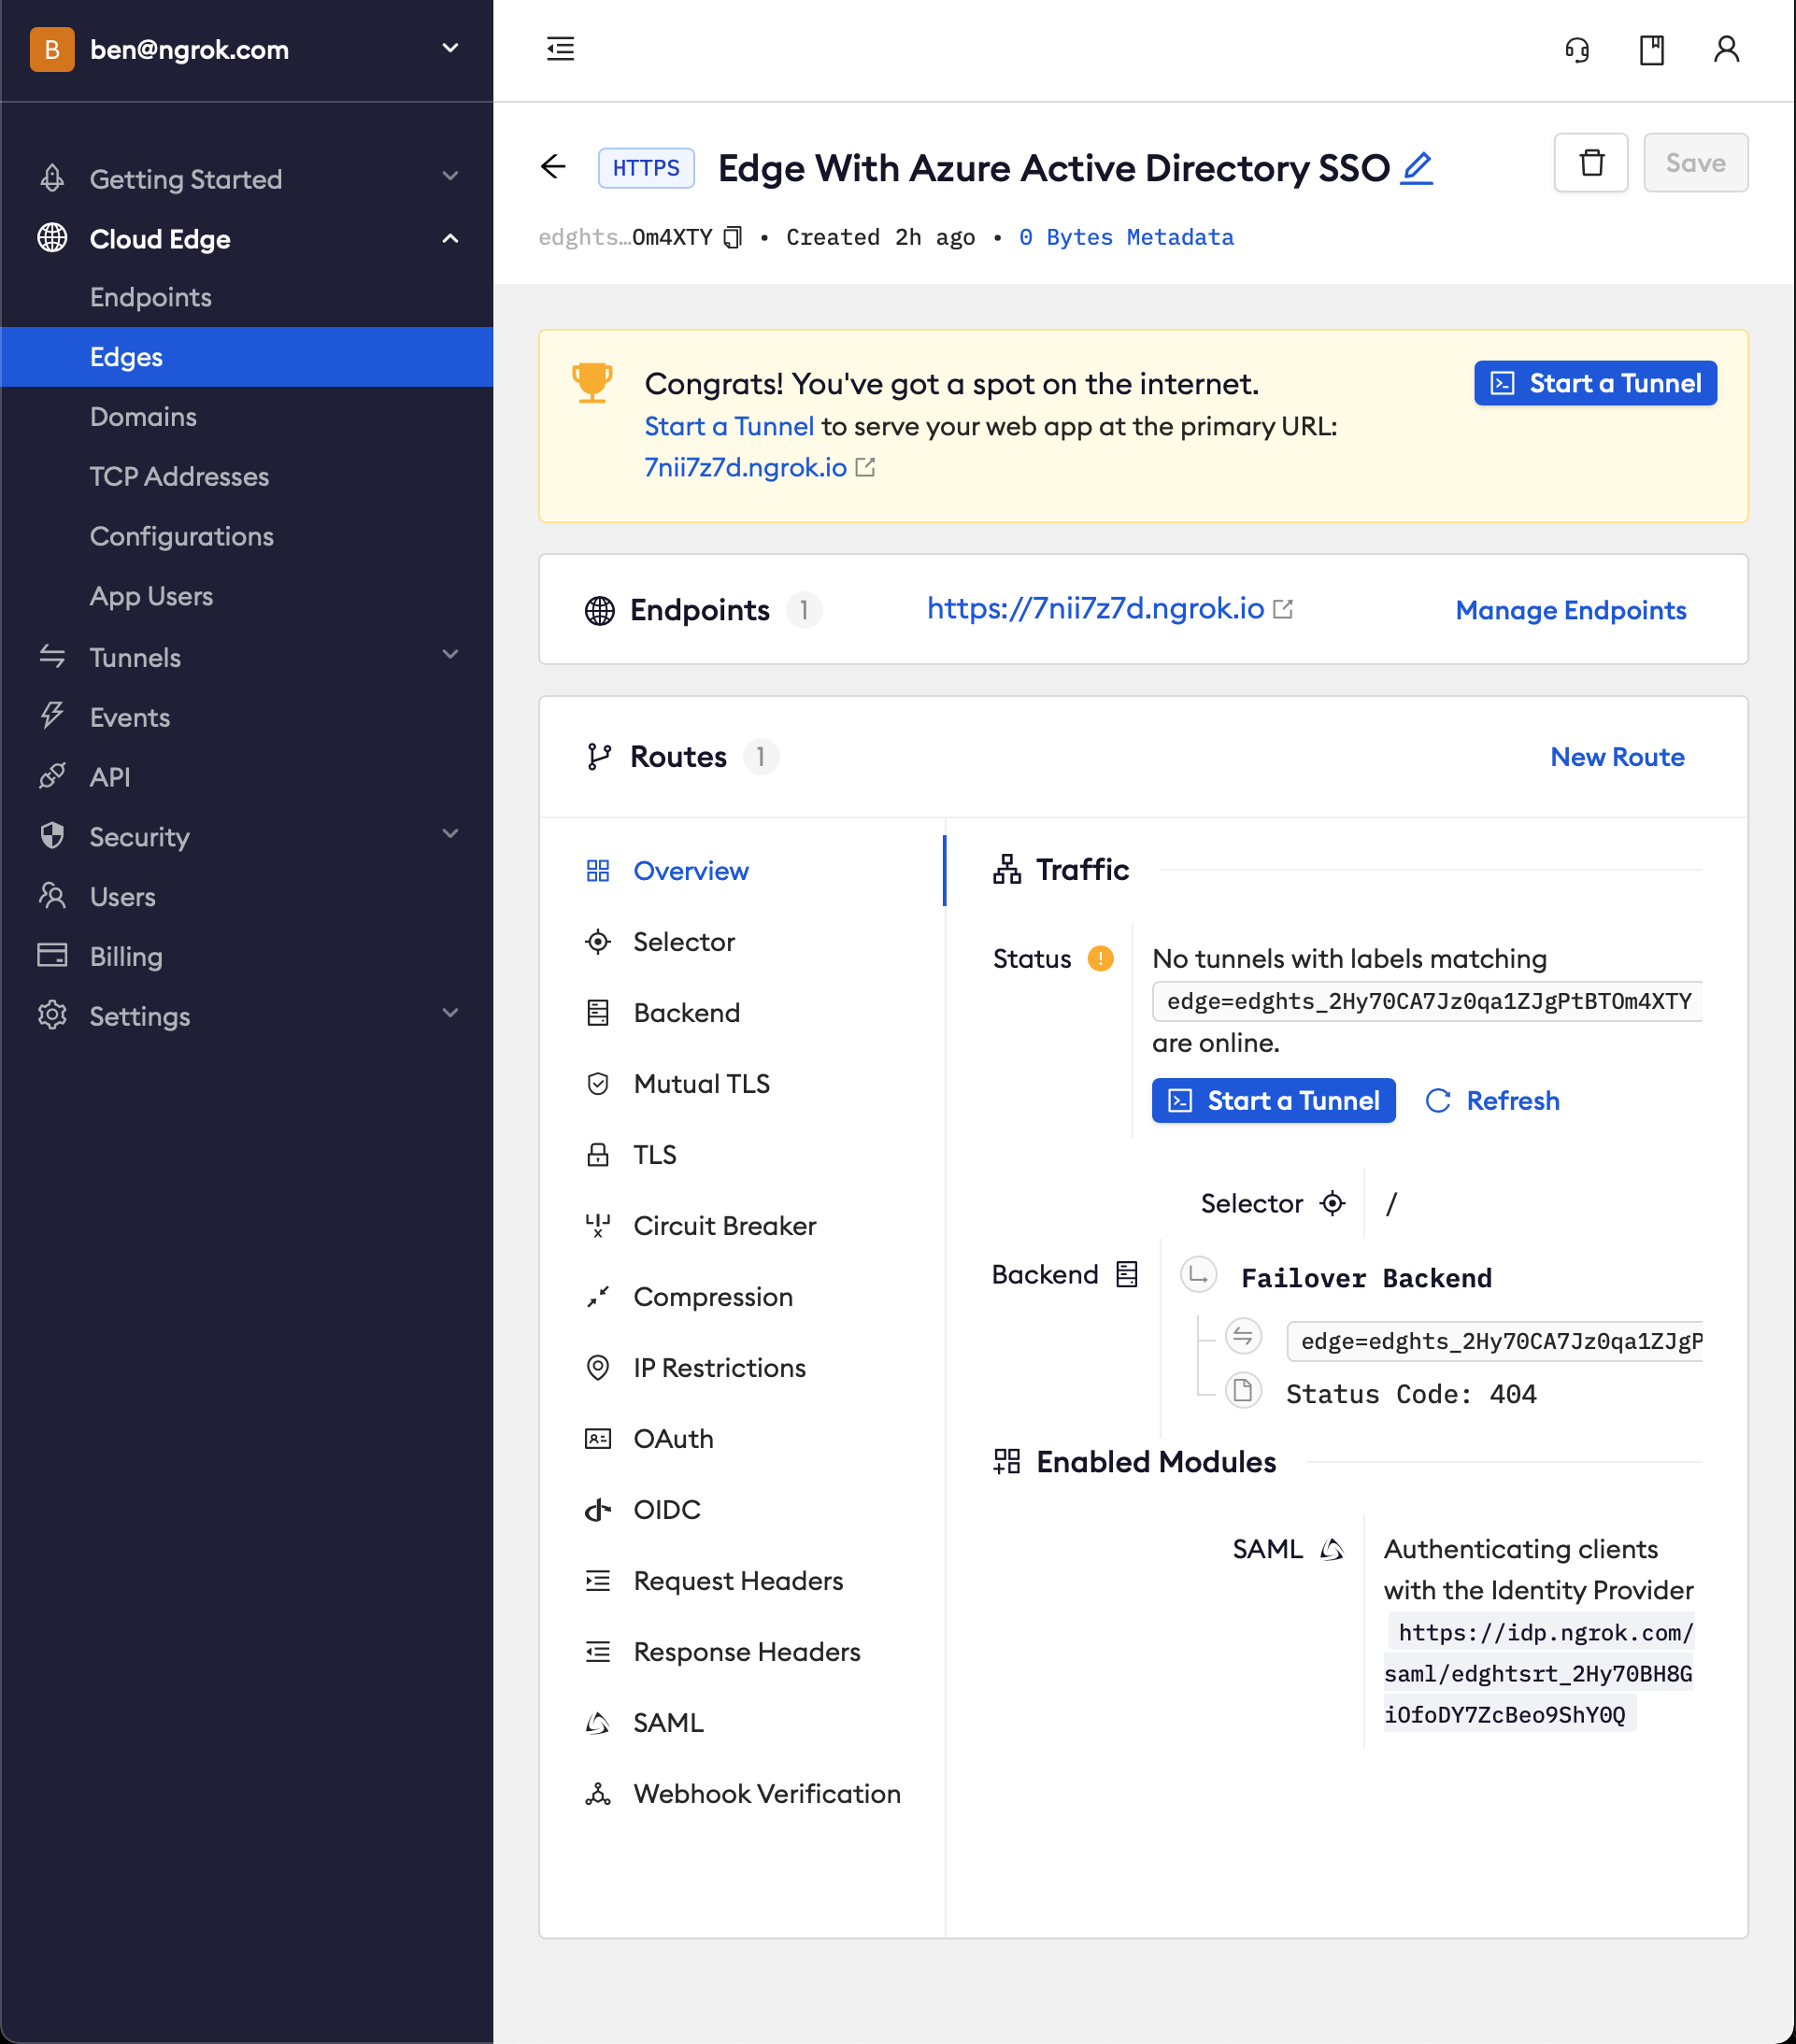 B ben@ngrok.com
Getting Started
Cloud Edge
Endpoints
Edges
Domains
TCP Addresses
Configurations
App Users
Tunnels
Events
API
Security
Users
Billing
Settings
HTTPS Edge With Azure Active Directory SSO
Save
edghts…Om4XTY • Created 2h ago • 0 Bytes Metadata
Congrats! You've got a spot on the internet.
Start a Tunnel
Start a Tunnel to serve your web app at the primary URL:
7nii7z7d.ngrok.io
Endpoints 1 https://7nii7z7d.ngrok.io Manage Endpoints
Routes 1 New Route
Overview
Selector
Backend
Mutual TLS
TLS
Circuit Breaker
Compression
IP Restrictions
OAuth
OIDC
Request Headers
Response Headers
SAML
Webhook Verification
Traffic
Status ! No tunnels with labels matching
edge=edghts_2Hy70CA7Jz0qa1ZJgPtBTOm4XTY
are online.
Start a Tunnel Refresh
Selector /
Backend Failover Backend
edge=edghts_2Hy70CA7Jz0qa1ZJgP
Status Code: 404
Enabled Modules
SAML Authenticating clients
with the Identity Provider
https://idp.ngrok.com/
saml/edghtsrt_2Hy70BH8G
iOfoDY7ZcBeo9ShY0Q